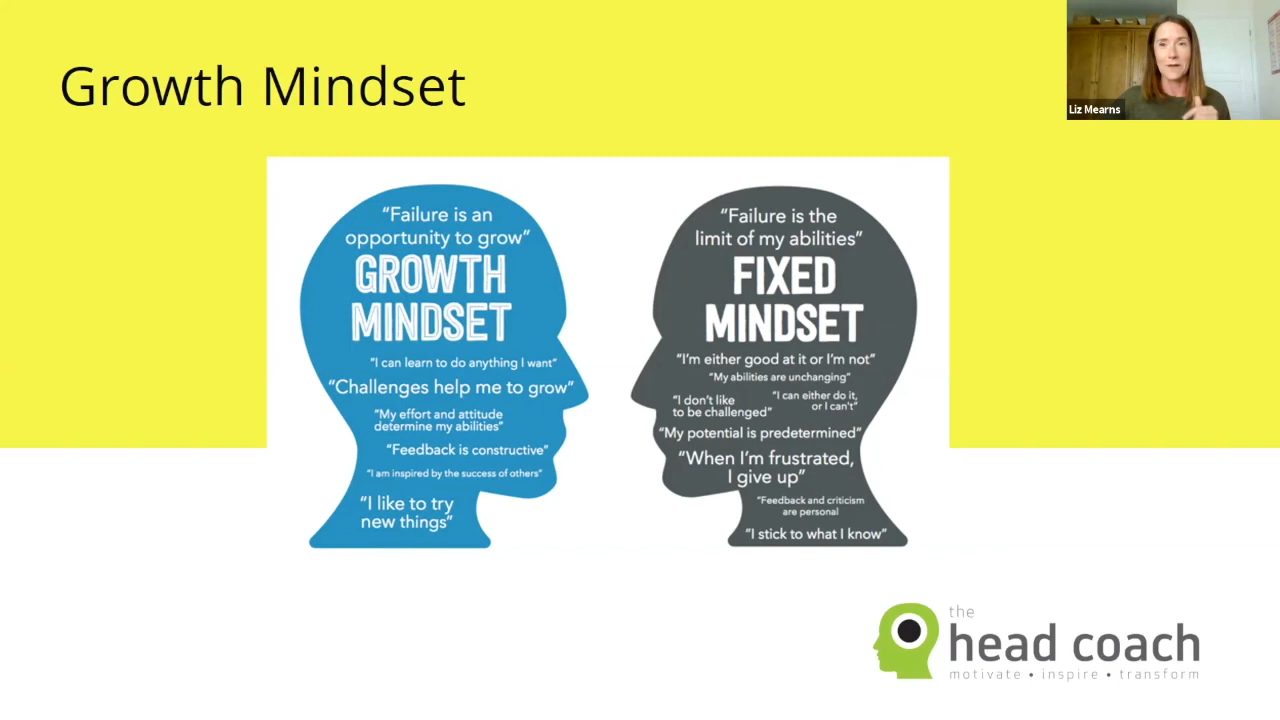 Growth Mindset
Liz Mearns
“Failure is an
opportunity to grow”
GROWTH
MINDSET
“I can learn to do anything I want”
“Challenges help me to grow”
“My effort and attitude
determine my abilities”
“Feedback is constructive”
“I am inspired by the success of others”
“I like to try
new things”
“Failure is the
limit of my abilities”
FIXED
MINDSET
“I’m either good at it or I’m not”
“My abilities are unchanging”
“I don’t like
to be challenged”
“I can either do it,
or I can't”
“My potential is predetermined”
“When I’m frustrated,
I give up”
“Feedback and criticism
are personal
“I stick to what I know”
the
head coach
motivate • inspire • transform